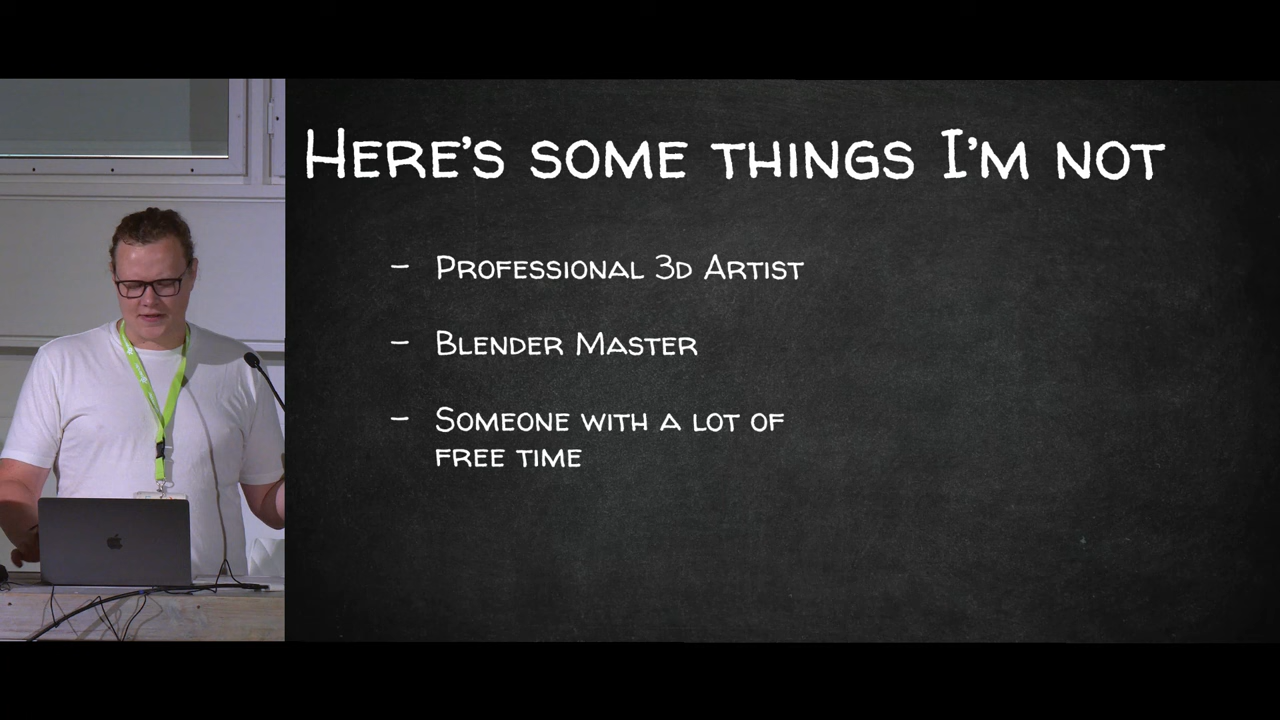 Here's some things I'm not
- Professional 3d Artist
- Blender Master
- Someone with a lot of
free time